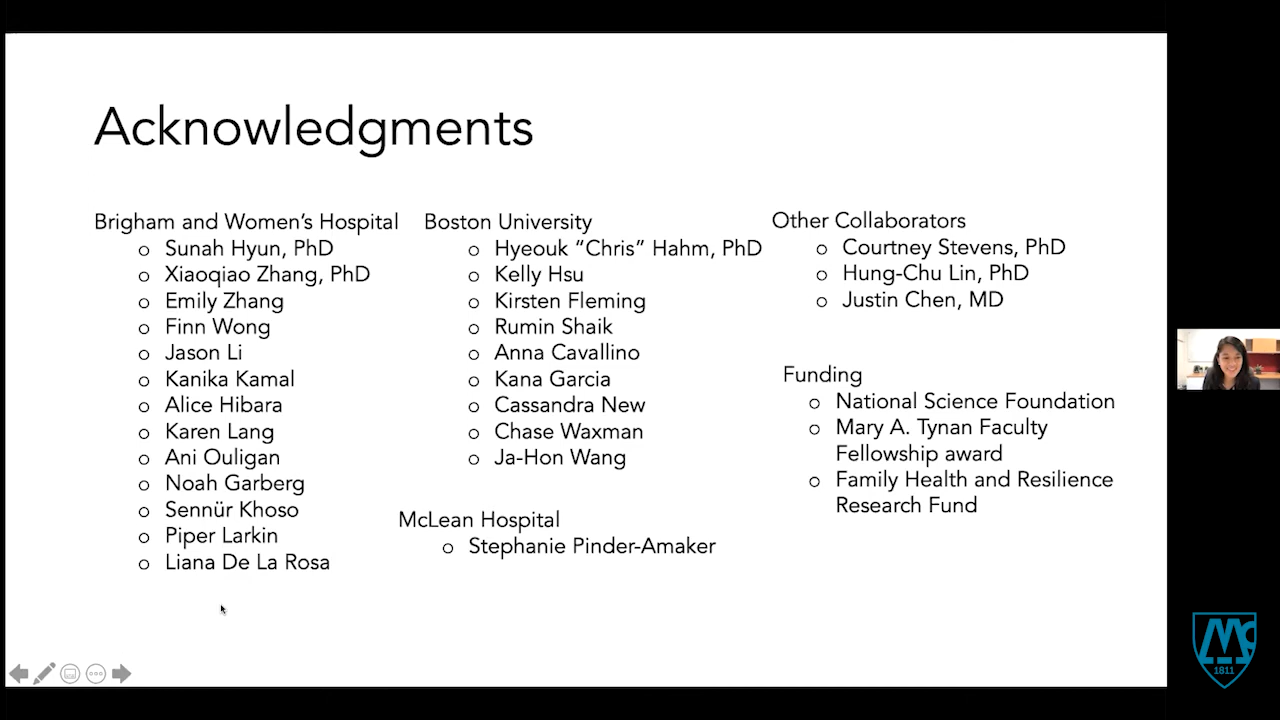 Acknowledgments
Brigham and Women's Hospital
Sunah Hyun, PhD
Xiaoqiao Zhang, PhD
Emily Zhang
Finn Wong
Jason Li
Kanika Kamal
Alice Hibara
Karen Lang
Ani Ouligan
Noah Garberg
Sennür Khoso
Piper Larkin
Liana De La Rosa
Boston University
Hyeouk “Chris” Hahm, PhD
Kelly Hsu
Kirsten Fleming
Rumin Shaik
Anna Cavallino
Kana Garcia
Cassandra New
Chase Waxman
Ja-Hon Wang
McLean Hospital
Stephanie Pinder-Amaker
Other Collaborators
Courtney Stevens, PhD
Hung-Chu Lin, PhD
Justin Chen, MD
Funding
National Science Foundation
Mary A. Tynan Faculty
Fellowship award
Family Health and Resilience
Research Fund
1811